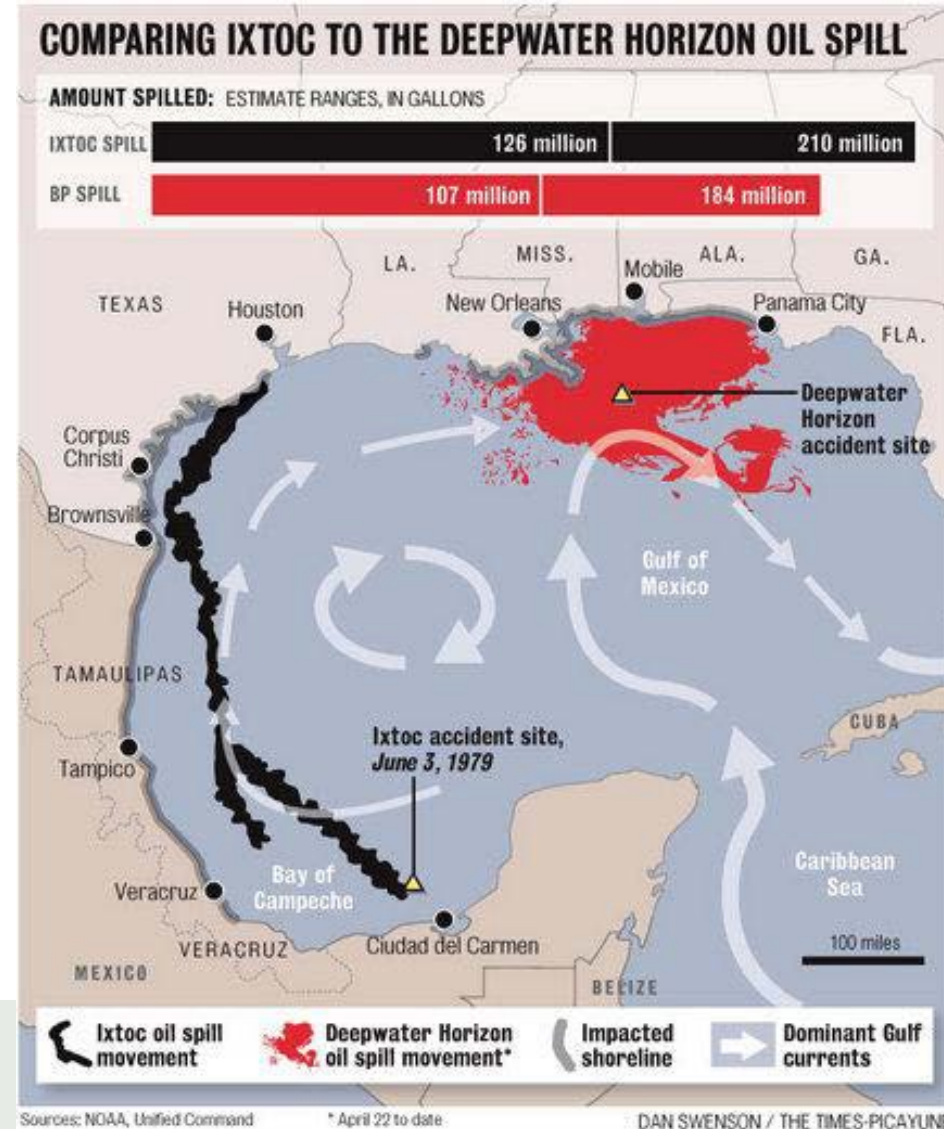 COMPARING IXTOC TO THE DEEPWATER HORIZON OIL SPILL
AMOUNT SPILLED: ESTIMATE RANGES, IN GALLONS
IXTOC SPILL 126 million 210 million
BP SPILL 107 million 184 million
LA. MISS. ALA. GA.
Mobile
TEXAS Houston New Orleans Panama City
FLA.
Deepwater
Horizon
accident site
Corpus
Christi
Brownsville
Gulf of
Mexico
TAMAULIPAS
CUBA
Ixtoc accident site,
June 3, 1979
Tampico
Bay of
Campeche
Caribbean
Sea
Veracruz
VERACRUZ
Ciudad del Carmen
100 miles
MEXICO
BELIZE
Ixtoc oil spill
movement
Deepwater Horizon
oil spill movement*
Impacted
shoreline
Dominant Gulf
currents
Sources: NOAA, Unified Command * April 22 to date DAN SWENSON / THE TIMES-PICAYUNE